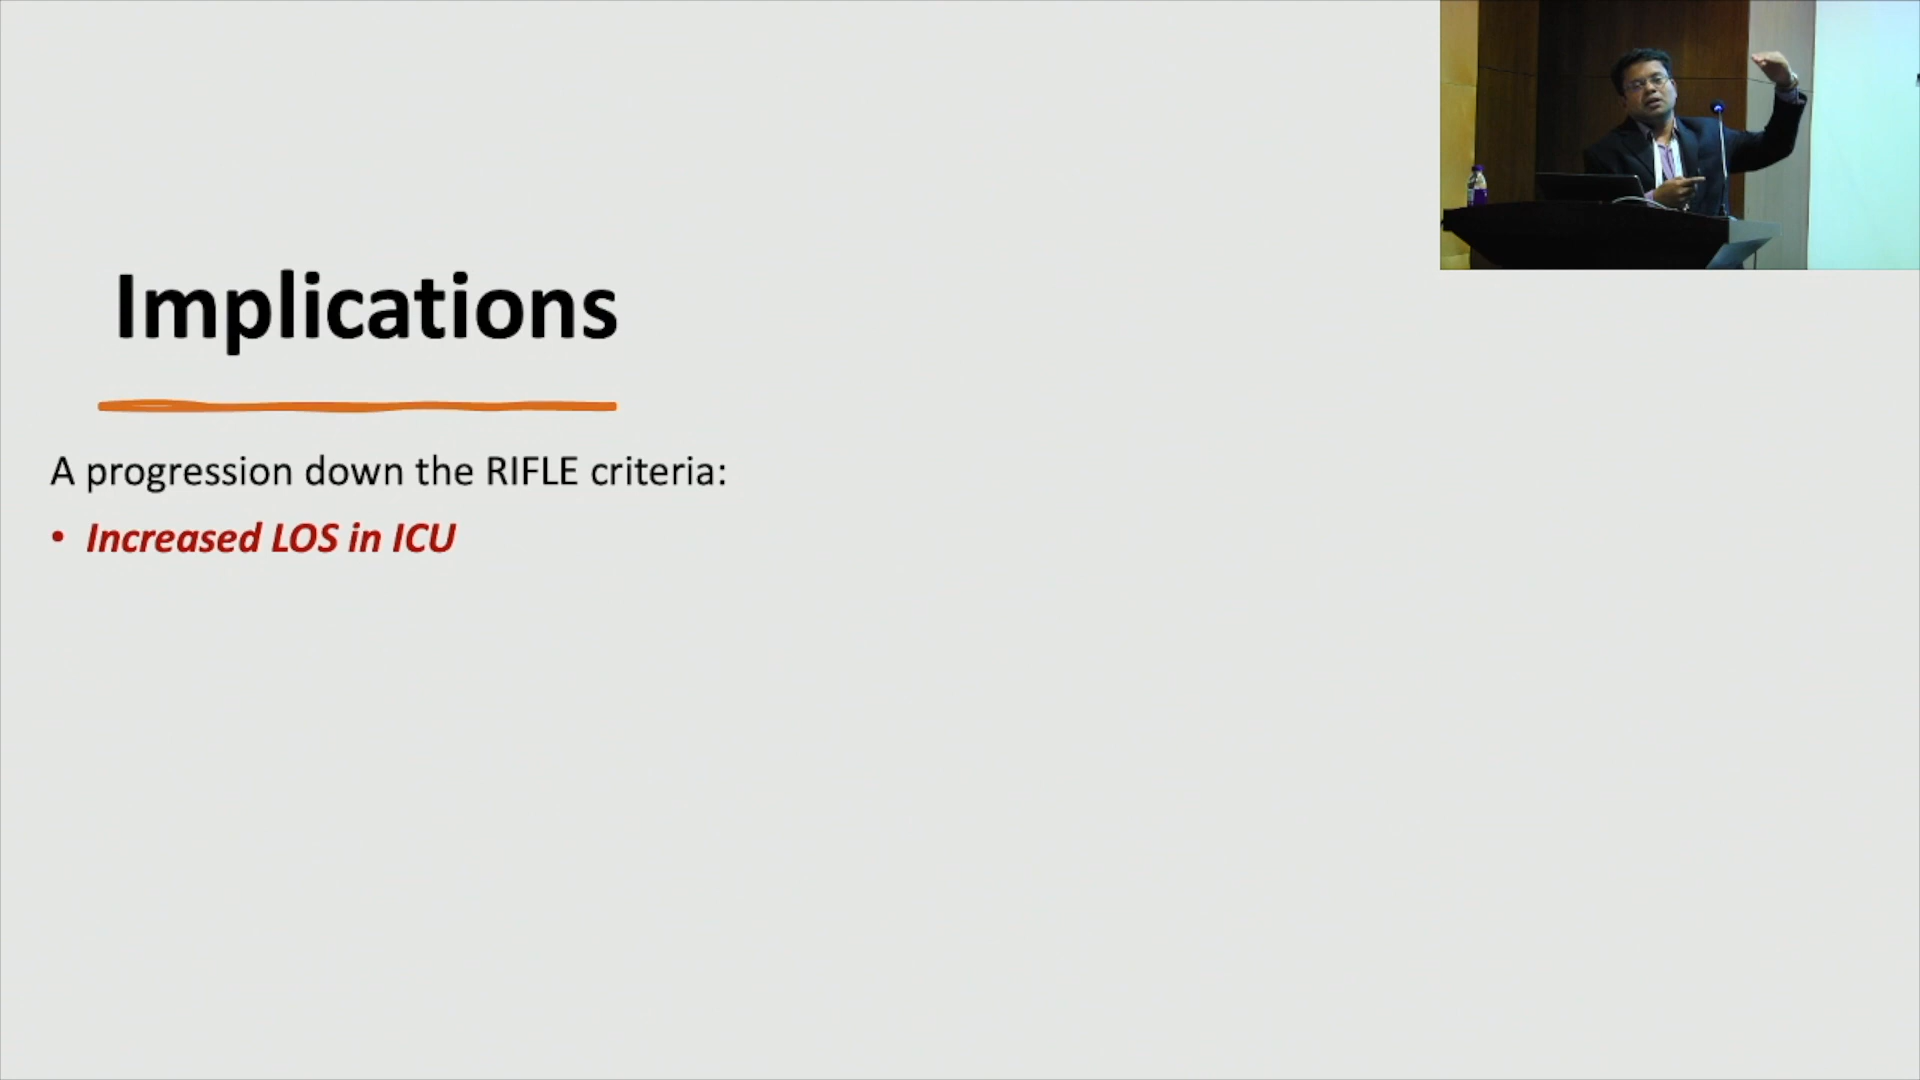 Implications
A progression down the RIFLE criteria:
• Increased LOS in ICU